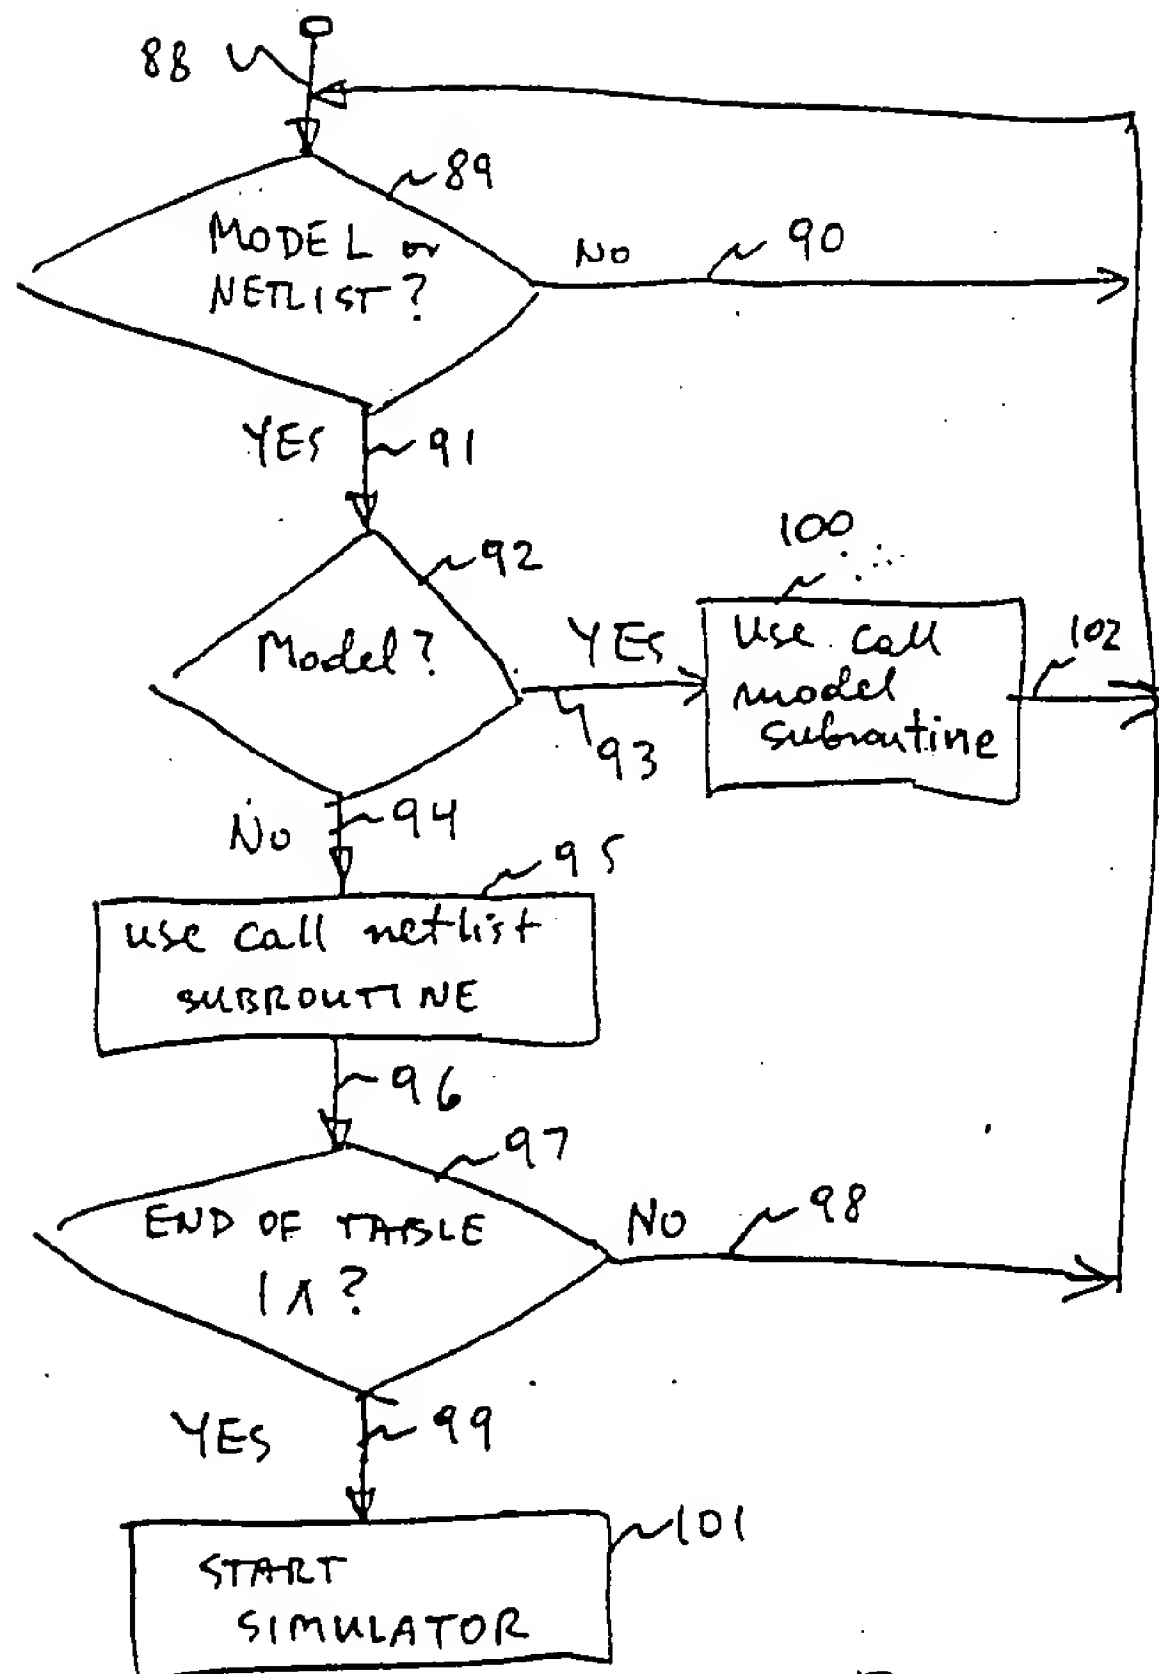 88
89
MODEL or
NETLIST?
NO
90
YES
91
92
Model?
YES
93
100
Use call
model
subroutine
102
NO
94
95
use call netlist
SUBROUTINE
96
97
END OF TABLE
1A?
NO
98
YES
99
START
SIMULATOR
101